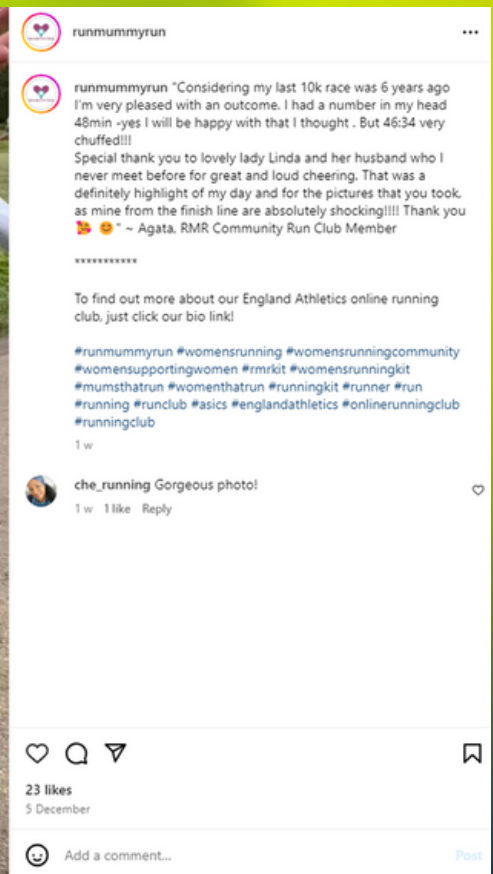 runmummyrun
runmummyrun "Considering my last 10k race was 6 years ago
I'm very pleased with an outcome. I had a number in my head
48min -yes I will be happy with that I thought . But 46:34 very
chuffed!!!
Special thank you to lovely lady Linda and her husband who I
never meet before for great and loud cheering. That was a
definitely highlight of my day and for the pictures that you took,
as mine from the finish line are absolutely shocking!!!! Thank you
🥰 😊" ~ Agata, RMR Community Run Club Member
***********
To find out more about our England Athletics online running
club, just click our bio link!
#runmummyrun #womensrunning #womensrunningcommunity
#womensupportingwomen #rmrkit #womensrunningkit
#mumsthatrun #womenthatrun #runningkit #runner #run
#running #runclub #asics #englandathletics #onlinerunningclub
#runningclub
1 w
che_running Gorgeous photo!
1 w 1 like Reply
23 likes
5 December
Add a comment...
Post